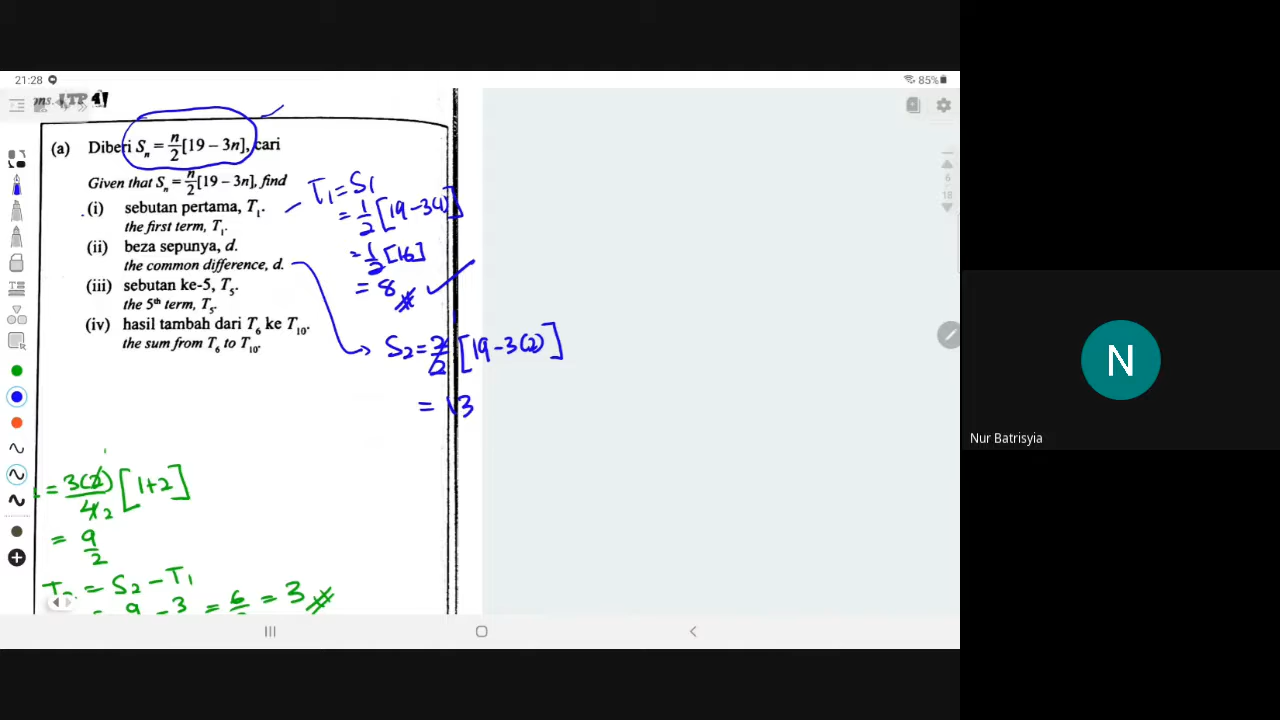 21:28
85%
(a) Diberi Sₙ = n/2[19 – 3n], cari
Given that Sₙ = n/2[19 – 3n], find
(i) sebutan pertama, T₁.
the first term, T₁.
(ii) beza sepunya, d.
the common difference, d.
(iii) sebutan ke-5, T₅.
the 5th term, T₅.
(iv) hasil tambah dari T₆ ke T₁₀.
the sum from T₆ to T₁₀.
T₁ = S₁
= 1/2 [19 – 3(1)]
= 1/2 [16]
= 8
S₂ = 2/2 [19 – 3(2)]
= 13
= 3(2)/4 2 [1+2]
= 9/2
= S₂ – T₁
= 3
6
18
N
Nur Batrisyia